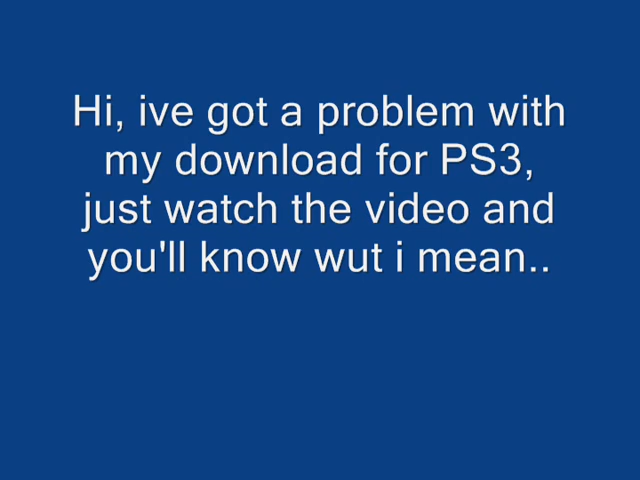 Hi, ive got a problem with
my download for PS3,
just watch the video and
you'll know wut i mean..